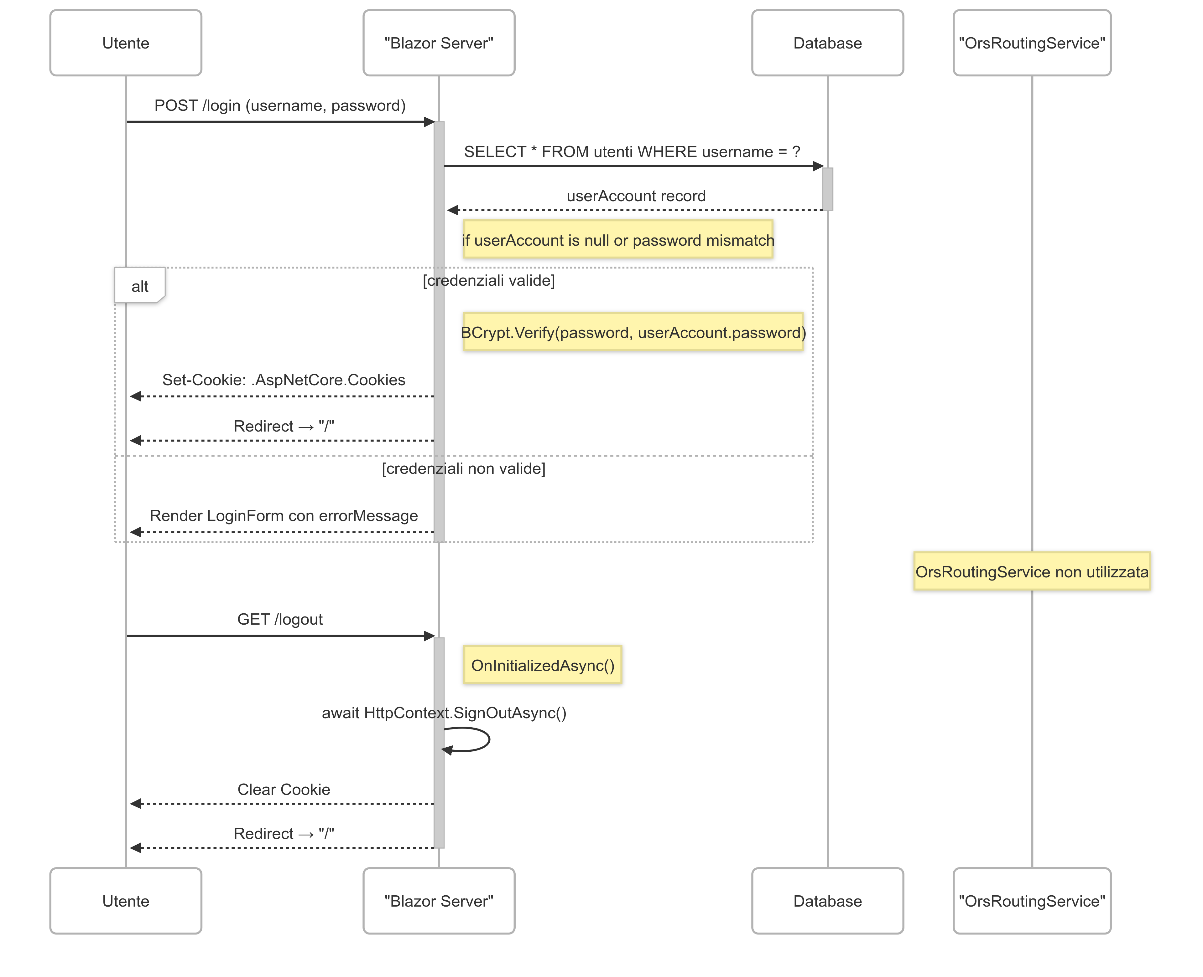 Utente
"Blazor Server"
Database
"OrsRoutingService"
POST /login (username, password)
SELECT * FROM utenti WHERE username = ?
userAccount record
if userAccount is null or password mismatch
alt
[credenziali valide]
BCrypt.Verify(password, userAccount.password)
Set-Cookie: .AspNetCore.Cookies
Redirect → "/"
[credenziali non valide]
Render LoginForm con errorMessage
OrsRoutingService non utilizzata
GET /logout
OnInitializedAsync()
await HttpContext.SignOutAsync()
Clear Cookie
Redirect → "/"
Utente
"Blazor Server"
Database
"OrsRoutingService"